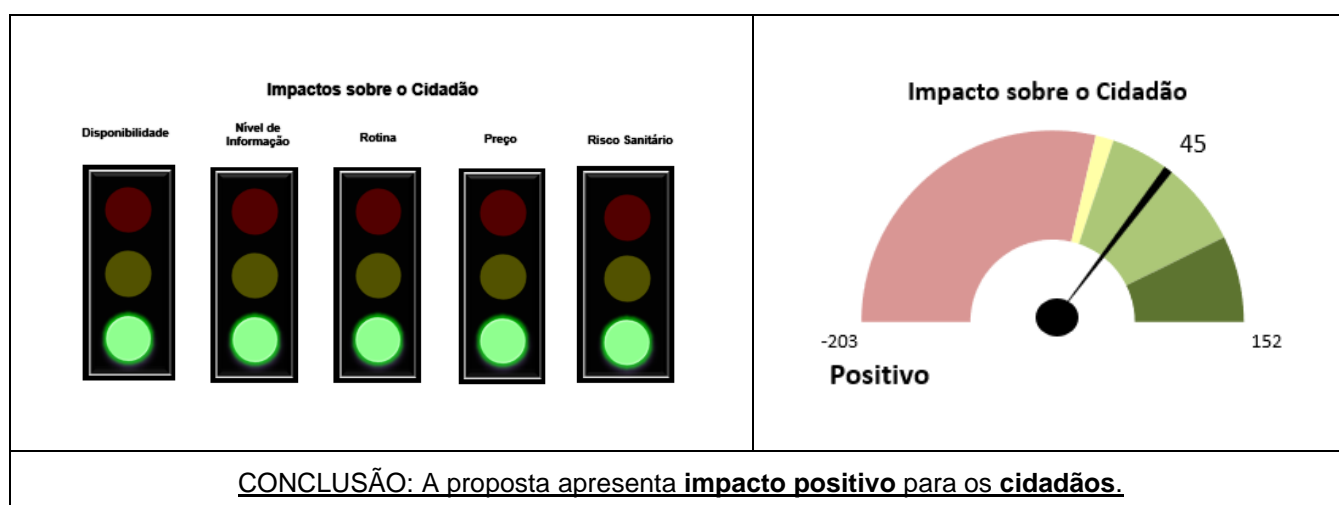 Impactos sobre o Cidadão
Disponibilidade
Nível de
Informação
Rotina
Preço
Risco Sanitário
Impacto sobre o Cidadão
45
-203
152
Positivo
CONCLUSÃO: A proposta apresenta impacto positivo para os cidadãos.